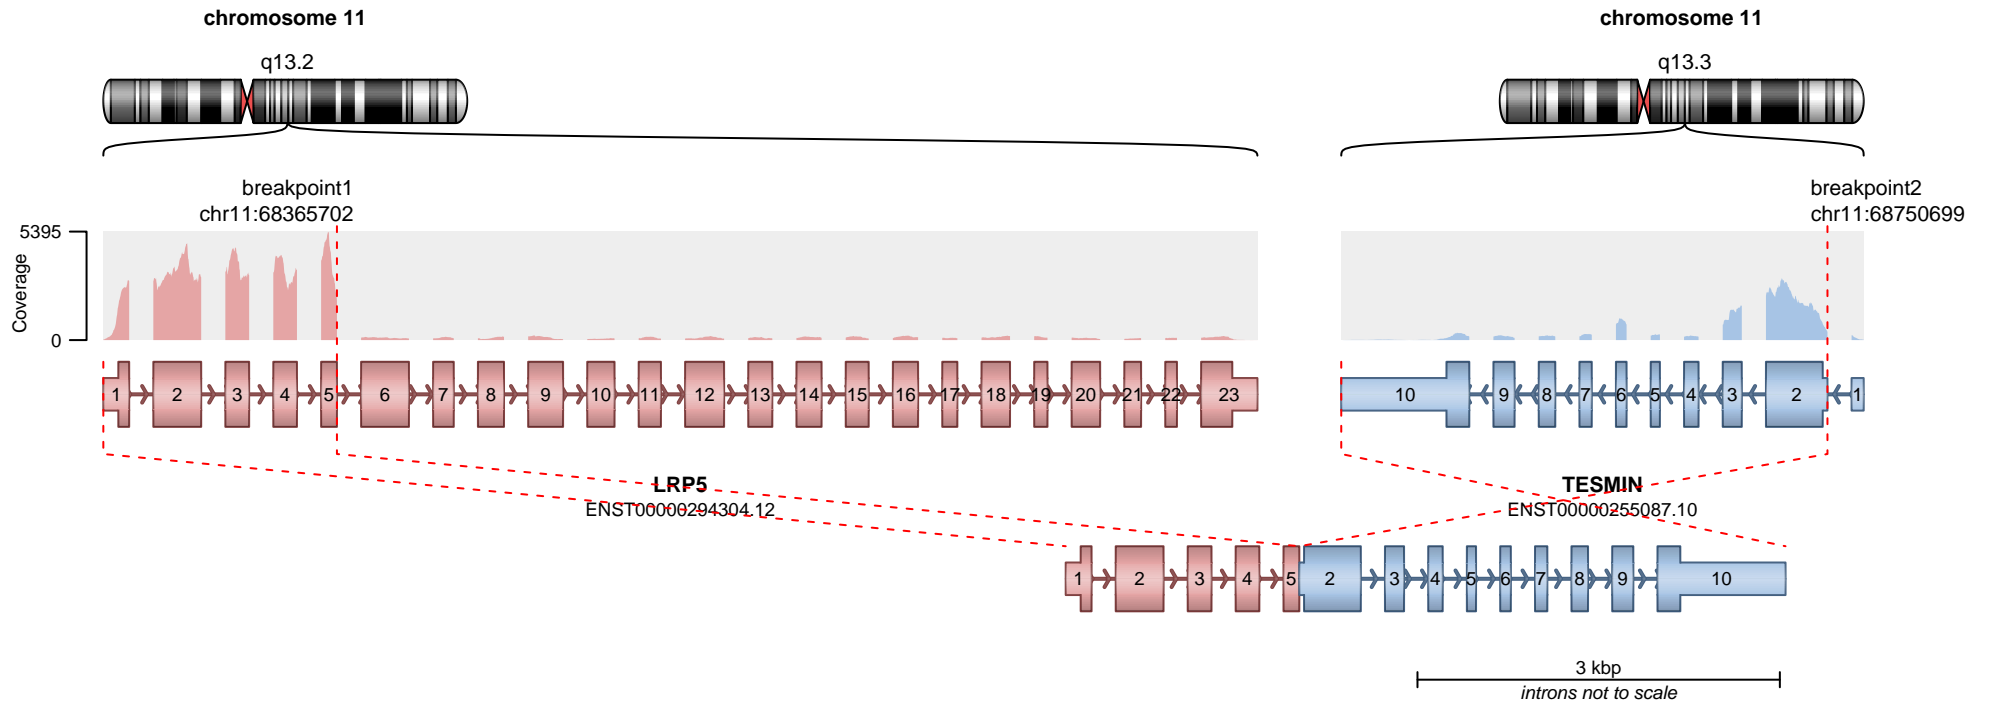 chromosome 11
chromosome 11
q13.2
q13.3
breakpoint1
chr11:68365702
breakpoint2
chr11:68750699
5395
Coverage
0
1 2 3 4 5 6 7 8 9 10 11 12 13 14 15 16 17 18 19 20 21 22 23
10 9 8 7 6 5 4 3 2 1
LRP5
ENST00000294304.12
TESMIN
ENST00000255087.10
1 2 3 4 5 2 3 4 5 6 7 8 9 10
3 kbp
introns not to scale